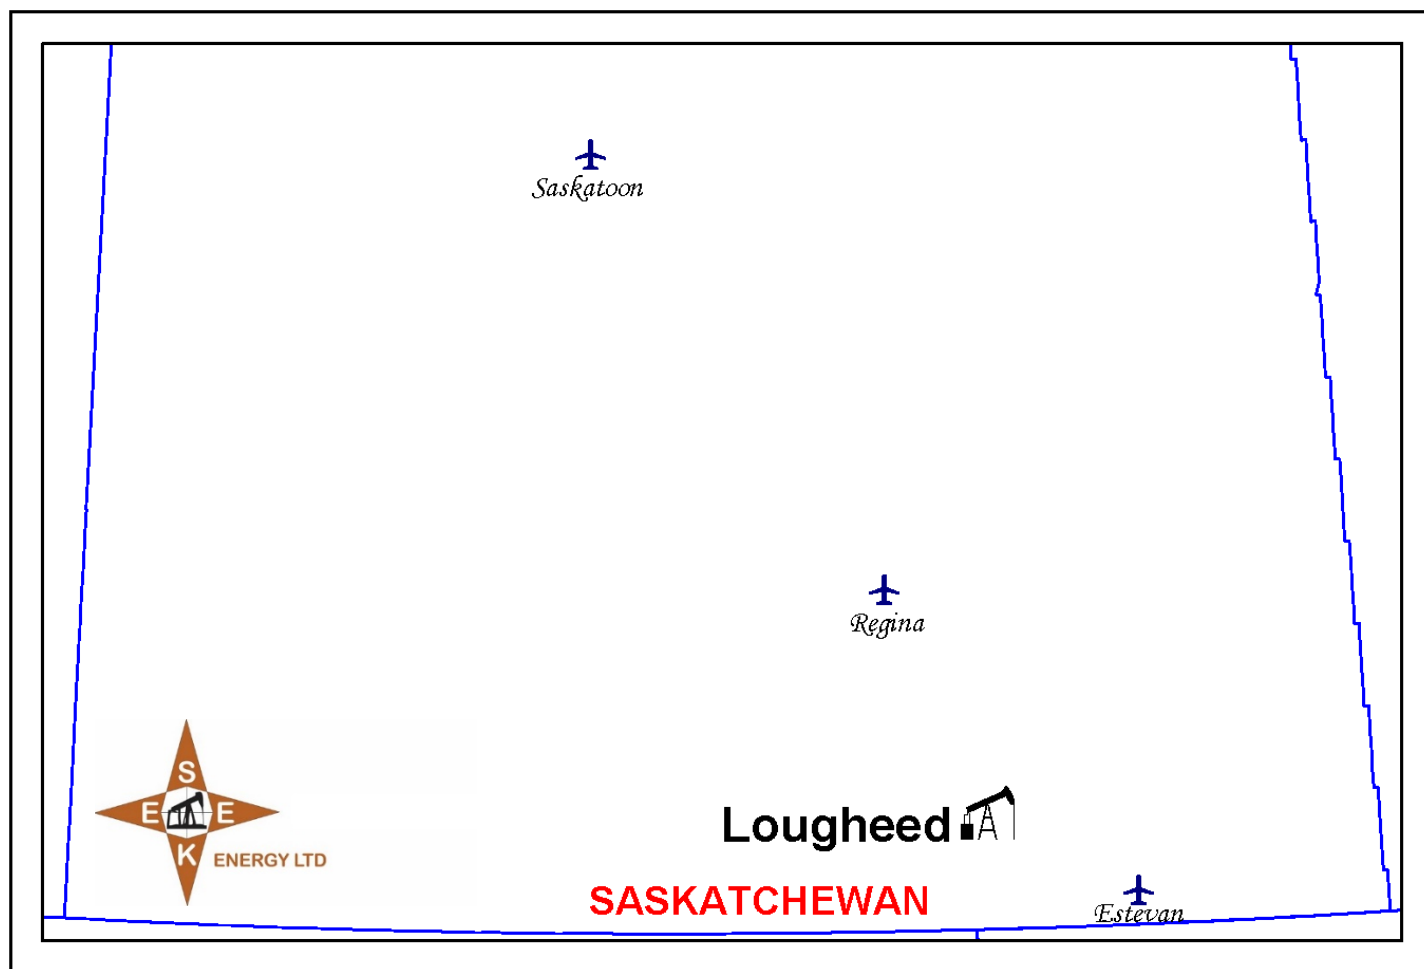 Saskatoon
Regina
S
E E
K
ENERGY LTD
Lougheed
SASKATCHEWAN
Estevan